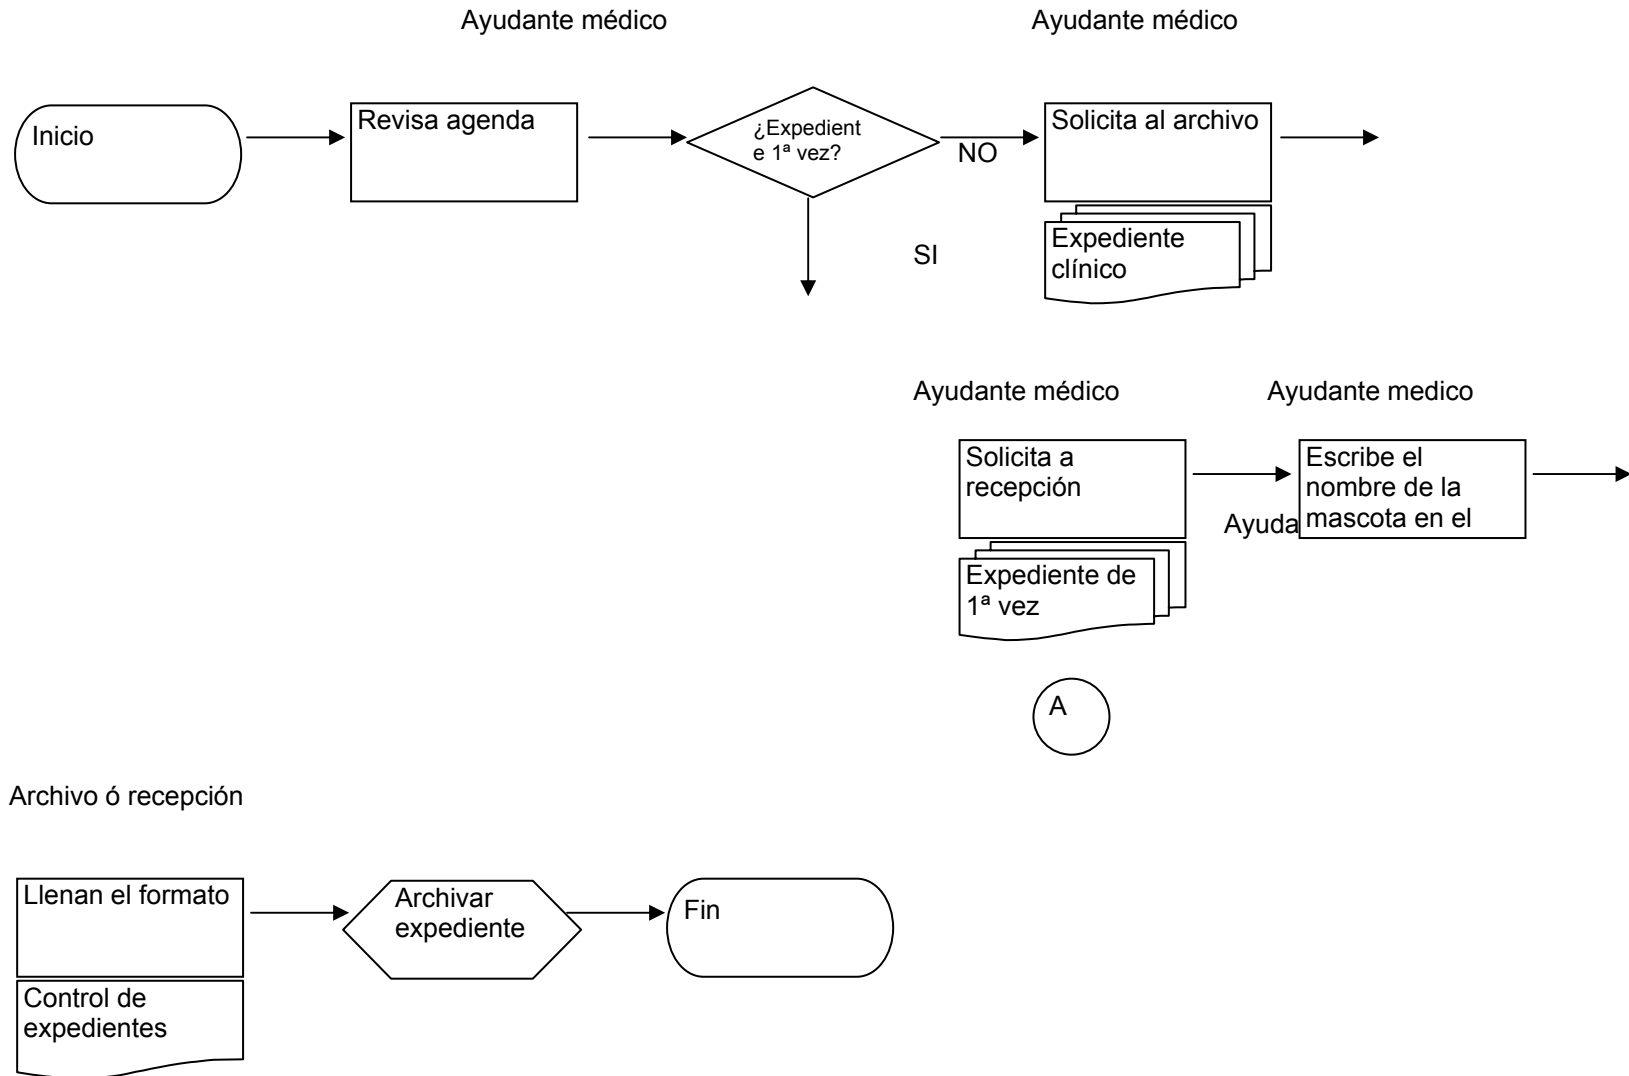 Ayudante médico
Ayudante médico
Inicio
Revisa agenda
¿Expedient
e 1ª vez?
NO
Solicita al archivo
SI
Expediente
clínico
Ayudante médico
Ayudante medico
Solicita a
recepción
Escribe el
nombre de la
mascota en el
Ayuda
Expediente de
1ª vez
A
Archivo ó recepción
Llenan el formato
Archivar
expediente
Fin
Control de
expedientes